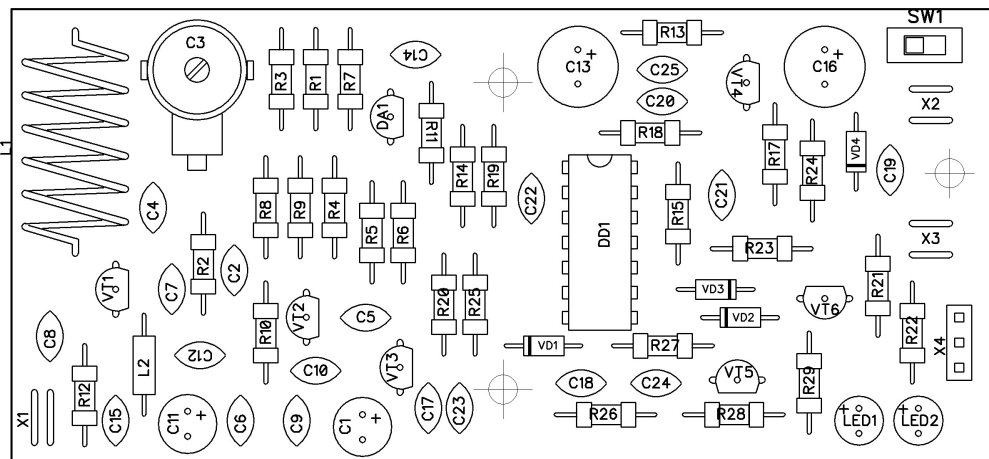 SW1
C3
R3
R1
R7
C14
C13
+
R13
C25
C20
VT4
C16
+
X2
DA1
R11
R18
R17
R24
VD4
C19
L1
R14
R19
C22
DD1
R15
C21
C4
R8
R9
R4
R5
R6
R23
X3
R2
C2
VT1
C7
R10
VT2
C5
R20
R25
VD3
VD2
VT6
R21
R22
X4
C8
C12
L2
C10
VT3
VD1
R27
R12
C18
C24
VT5
R29
X1
C15
C11
+
C6
C9
C1
+
C17
C23
R26
R28
+
LED1
+
LED2